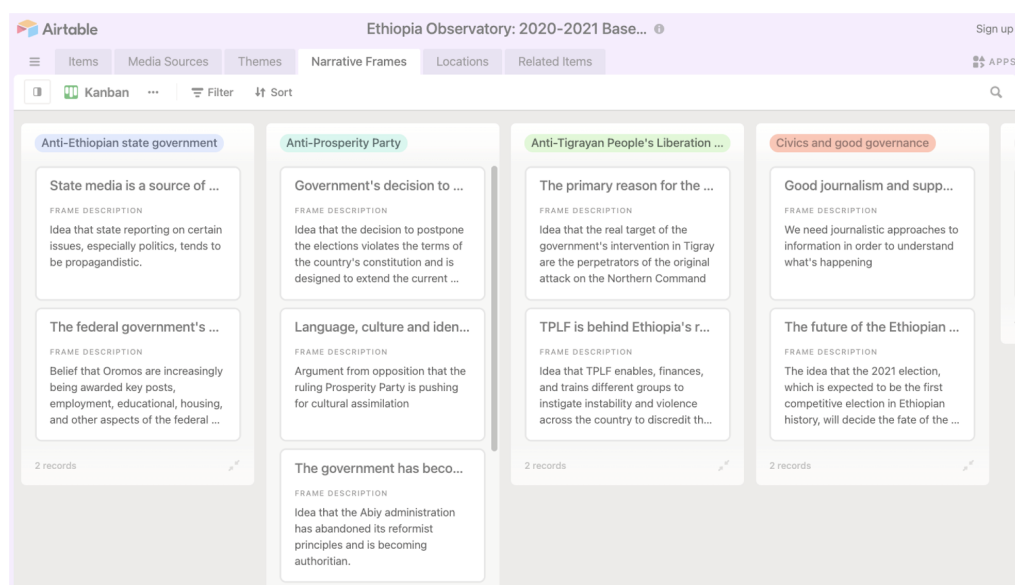 Airtable
Ethiopia Observatory: 2020-2021 Base...
Sign up
Items
Media Sources
Themes
Narrative Frames
Locations
Related Items
APPS
Kanban
...
Filter
Sort
Anti-Ethiopian state government
State media is a source of ...
FRAME DESCRIPTION
Idea that state reporting on certain
issues, especially politics, tends to
be propagandistic.
The federal government's ...
FRAME DESCRIPTION
Belief that Oromos are increasingly
being awarded key posts,
employment, educational, housing,
and other aspects of the federal ...
2 records
Anti-Prosperity Party
Government's decision to ...
FRAME DESCRIPTION
Idea that the decision to postpone
the elections violates the terms of
the country's constitution and is
designed to extend the current ...
Language, culture and iden...
FRAME DESCRIPTION
Argument from opposition that the
ruling Prosperity Party is pushing
for cultural assimilation
The government has beco...
FRAME DESCRIPTION
Idea that the Abiy administration
has abandoned its reformist
principles and is becoming
authoritian.
Anti-Tigrayan People's Liberation ...
The primary reason for the ...
FRAME DESCRIPTION
Idea that the real target of the
government's intervention in Tigray
are the perpetrators of the original
attack on the Northern Command
TPLF is behind Ethiopia's r...
FRAME DESCRIPTION
Idea that TPLF enables, finances,
and trains different groups to
instigate instability and violence
across the country to discredit th...
2 records
Civics and good governance
Good journalism and supp...
FRAME DESCRIPTION
We need journalistic approaches to
information in order to understand
what's happening
The future of the Ethiopian ...
FRAME DESCRIPTION
The idea that the 2021 election,
which is expected to be the first
competitive election in Ethiopian
history, will decide the fate of the ...
2 records